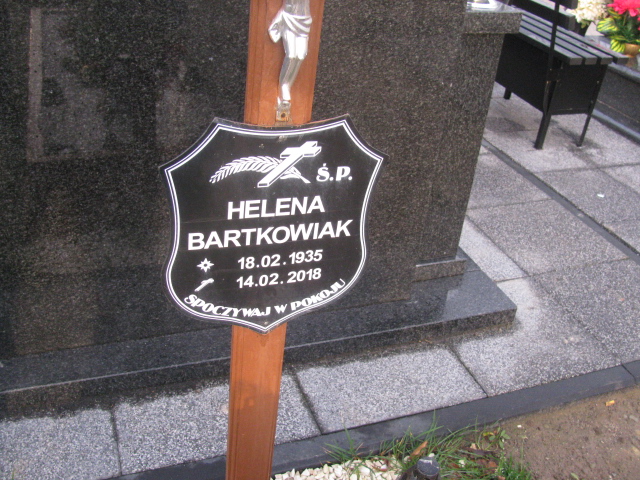 Ś.P.
HELENA
BARTKOWIAK
18.02.1935
14.02.2018
SPOCZYWAJ W POKOJU